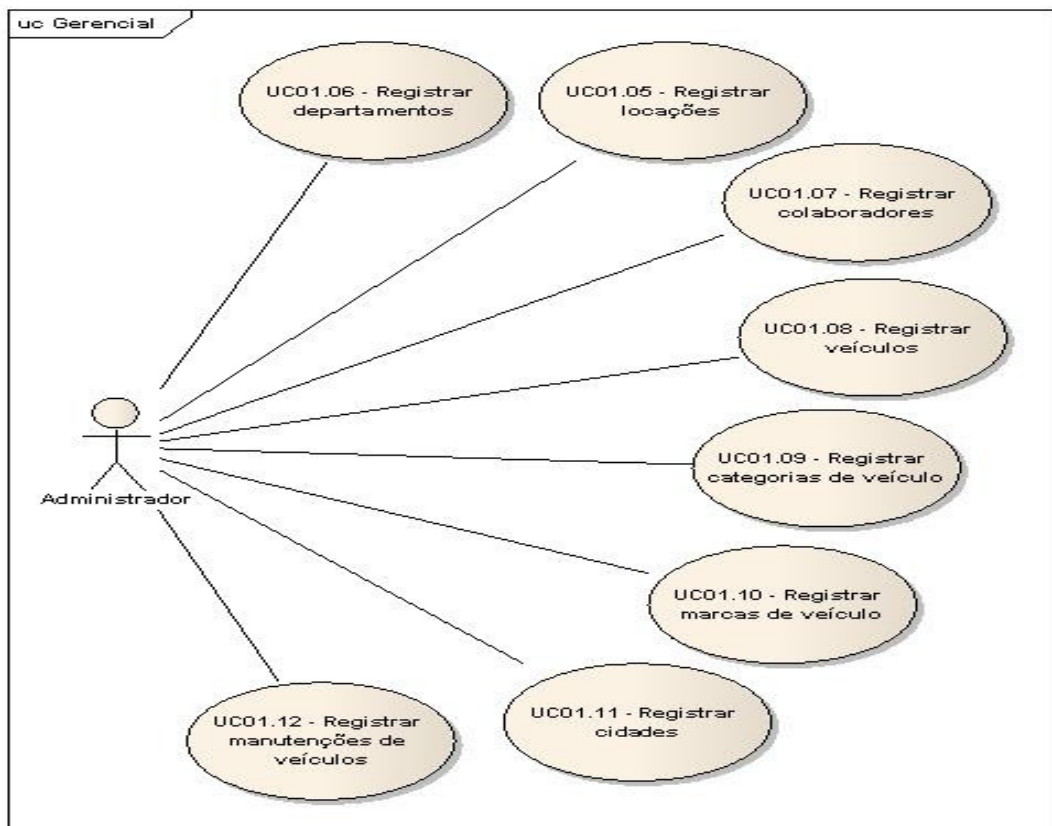 uc Gerencial
UC01.06 - Registrar
departamentos
UC01.05 - Registrar
locações
UC01.07 - Registrar
colaboradores
UC01.08 - Registrar
veículos
UC01.09 - Registrar
categorias de veículo
Administrador
UC01.10 - Registrar
marcas de veículo
UC01.11 - Registrar
cidades
UC01.12 - Registrar
manutenções de
veículos